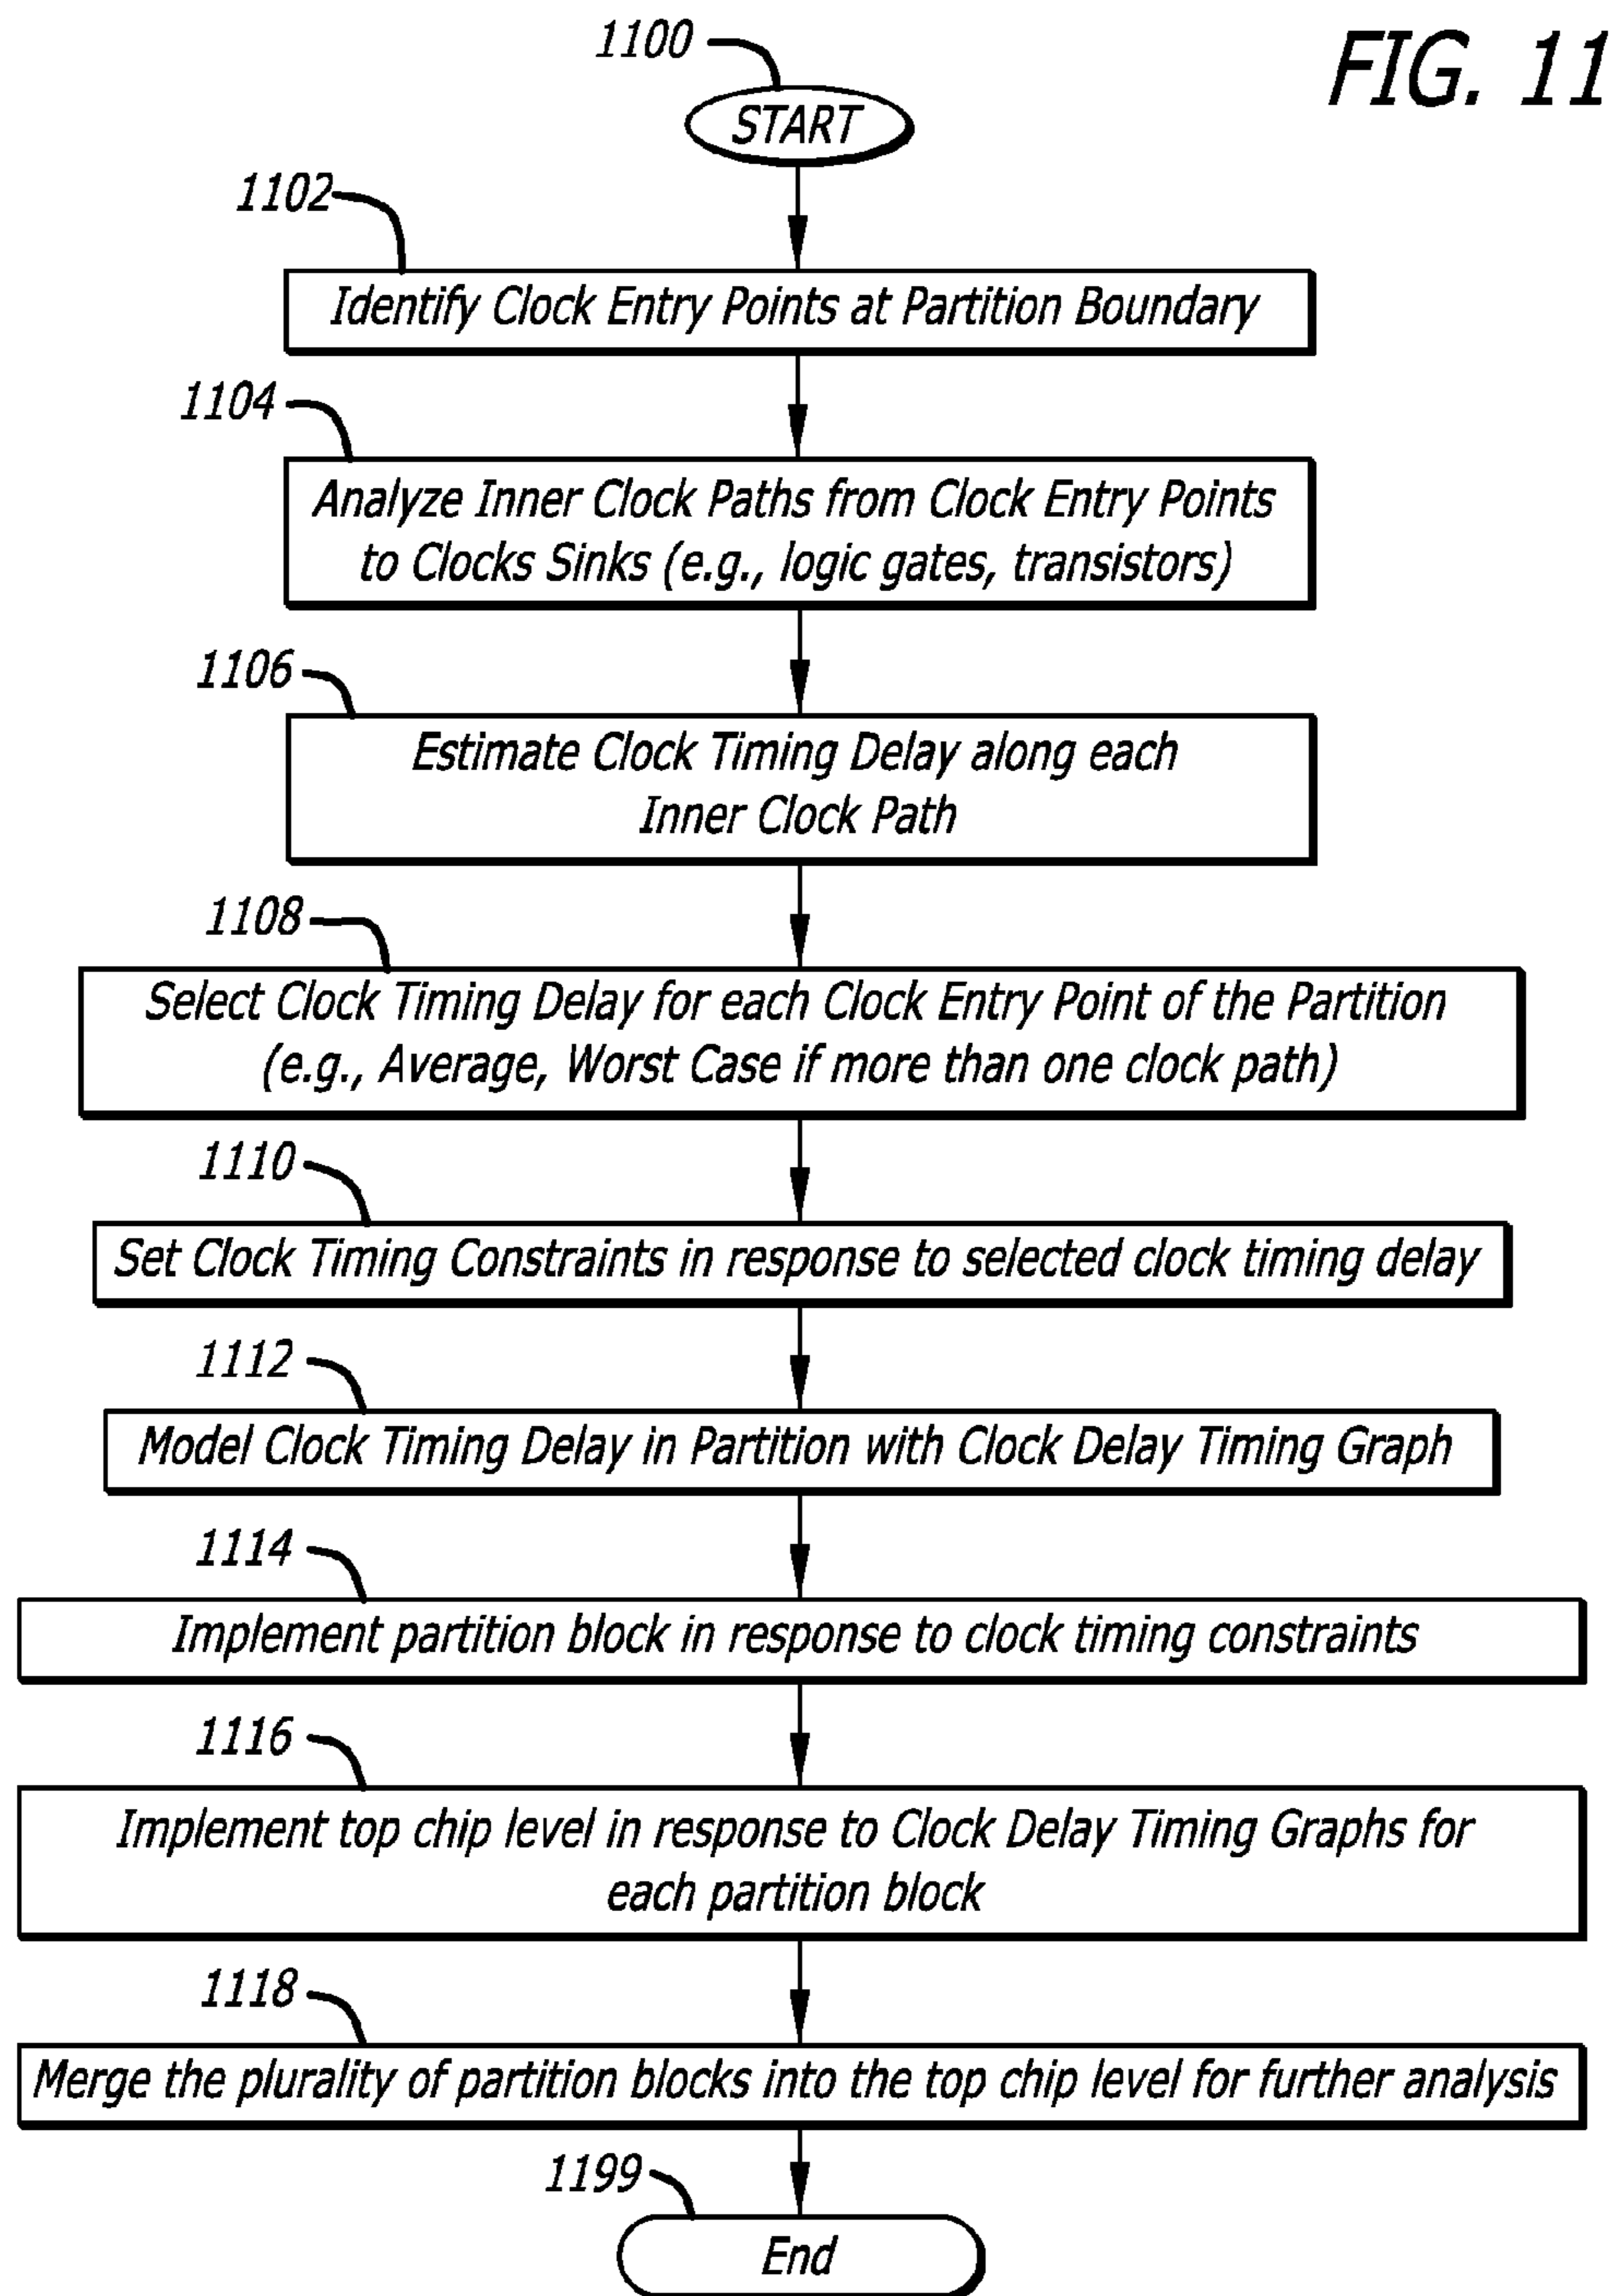 FIG. 11
1100
START
1102
Identify Clock Entry Points at Partition Boundary
1104
Analyze Inner Clock Paths from Clock Entry Points
to Clocks Sinks (e.g., logic gates, transistors)
1106
Estimate Clock Timing Delay along each
Inner Clock Path
1108
Select Clock Timing Delay for each Clock Entry Point of the Partition
(e.g., Average, Worst Case if more than one clock path)
1110
Set Clock Timing Constraints in response to selected clock timing delay
1112
Model Clock Timing Delay in Partition with Clock Delay Timing Graph
1114
Implement partition block in response to clock timing constraints
1116
Implement top chip level in response to Clock Delay Timing Graphs for
each partition block
1118
Merge the plurality of partition blocks into the top chip level for further analysis
1199
End